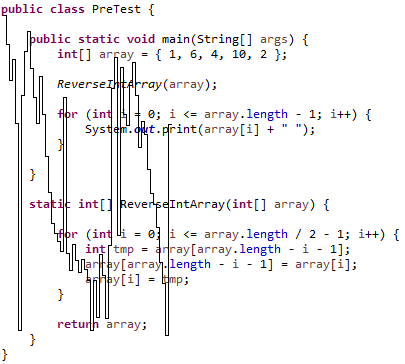 public class PreTest {
public static void main(String[] args) {
int[] array = { 1, 6, 4, 10, 2 };
ReverseIntArray(array);
for (int i = 0; i <= array.length - 1; i++) {
System.out.print(array[i] + " ");
}
}
static int[] ReverseIntArray(int[] array) {
for (int i = 0; i <= array.length / 2 - 1; i++) {
int tmp = array[array.length - i - 1];
array[array.length - i - 1] = array[i];
array[i] = tmp;
}
return array;
}
}